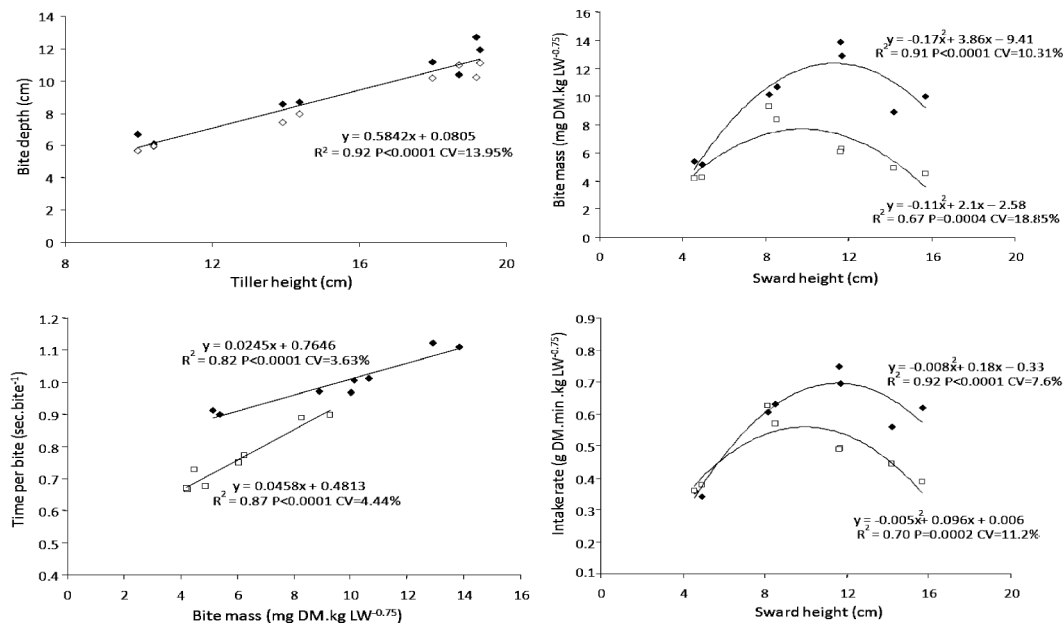 14
12
10
8
6
4
2
0
Bite depth (cm)
y = 0.5842x + 0.0805
R² = 0.92 P<0.0001 CV=13.95%
8 12 16 20
Tiller height (cm)
16
14
12
10
8
6
4
2
0
Bite mass (mg DM.kg LW⁻⁰·⁷⁵)
y = -0.17x² + 3.86x – 9.41
R² = 0.91 P<0.0001 CV=10.31%
y = -0.11x² + 2.1x – 2.58
R² = 0.67 P=0.0004 CV=18.85%
0 4 8 12 16 20
Sward height (cm)
1.2
1.1
1.0
0.9
0.8
0.7
0.6
0.5
0.4
Time per bite (sec.bite⁻¹)
y = 0.0245x + 0.7646
R² = 0.82 P<0.0001 CV=3.63%
y = 0.0458x + 0.4813
R² = 0.87 P<0.0001 CV=4.44%
0 2 4 6 8 10 12 14 16
Bite mass (mg DM.kg LW⁻⁰·⁷⁵)
0.9
0.8
0.7
0.6
0.5
0.4
0.3
0.2
0.1
Intake rate (g DM.min .kg LW⁻⁰·⁷⁵)
y = -0.008x² + 0.18x – 0.33
R² = 0.92 P<0.0001 CV=7.6%
y = -0.005x² + 0.096x + 0.006
R² = 0.70 P=0.0002 CV=11.2%
0 4 8 12 16 20
Sward height (cm)